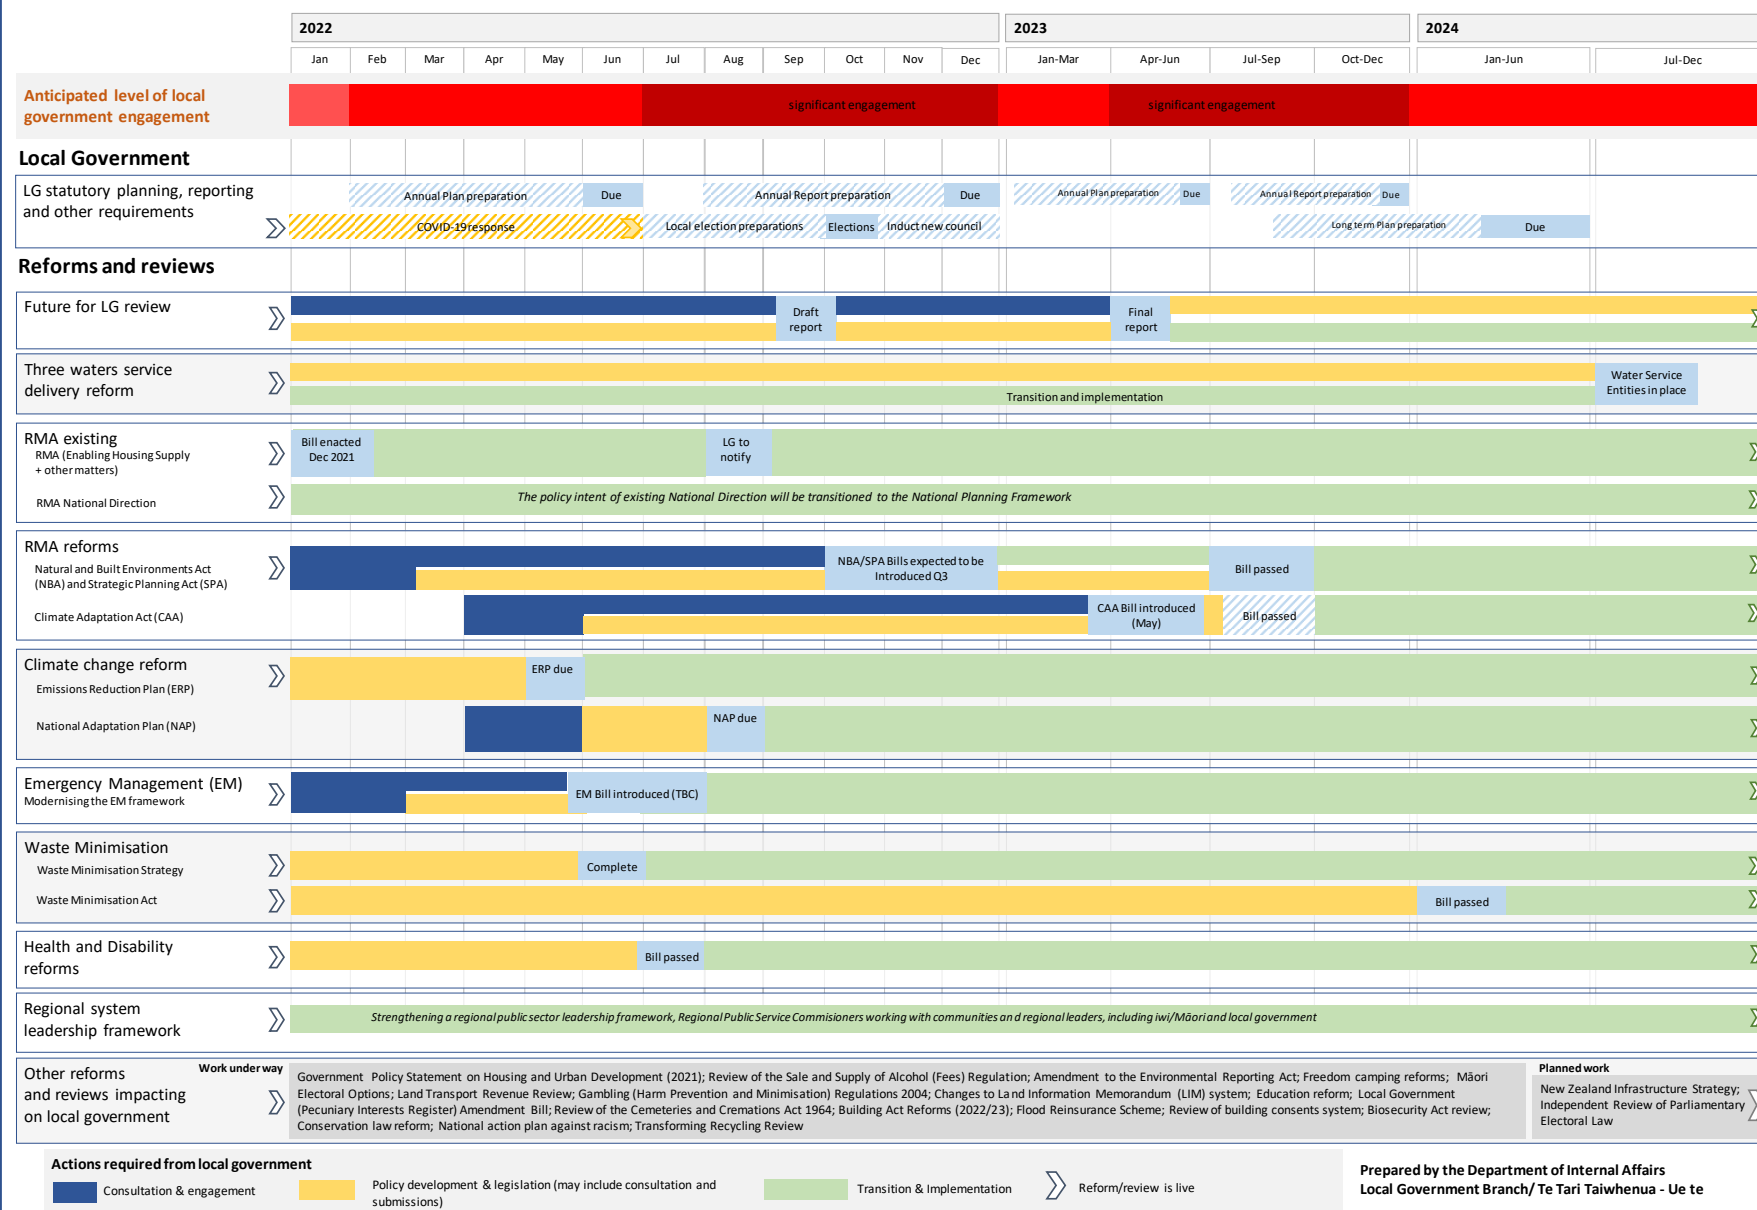 2022
2023
2024
Jan
Feb
Mar
Apr
May
Jun
Jul
Aug
Sep
Oct
Nov
Dec
Jan-Mar
Apr-Jun
Jul-Sep
Oct-Dec
Jan-Jun
Jul-Dec
Anticipated level of local
government engagement
significant engagement
significant engagement
Local Government
LG statutory planning, reporting
and other requirements
Annual Plan preparation
Due
Annual Report preparation
Due
Annual Plan preparation
Due
Annual Report preparation
Due
COVID-19 response
Local election preparations
Elections
Induct new council
Long term Plan preparation
Due
Reforms and reviews
Future for LG review
Draft
report
Final
report
Three waters service
delivery reform
Transition and implementation
Water Service
Entities in place
RMA existing
RMA (Enabling Housing Supply
+ other matters)
Bill enacted
Dec 2021
LG to
notify
RMA National Direction
The policy intent of existing National Direction will be transitioned to the National Planning Framework
RMA reforms
Natural and Built Environments Act
(NBA) and Strategic Planning Act (SPA)
NBA/SPA Bills expected to be
Introduced Q3
Bill passed
Climate Adaptation Act (CAA)
CAA Bill introduced
(May)
Bill passed
Climate change reform
Emissions Reduction Plan (ERP)
ERP due
National Adaptation Plan (NAP)
NAP due
Emergency Management (EM)
Modernising the EM framework
EM Bill introduced (TBC)
Waste Minimisation
Waste Minimisation Strategy
Complete
Waste Minimisation Act
Bill passed
Health and Disability
reforms
Bill passed
Regional system
leadership framework
Strengthening a regional public sector leadership framework, Regional Public Service Commisioners working with communities and regional leaders, including iwi/Māori and local government
Other reforms
and reviews impacting
on local government
Work under way
Government Policy Statement on Housing and Urban Development (2021); Review of the Sale and Supply of Alcohol (Fees) Regulation; Amendment to the Environmental Reporting Act; Freedom camping reforms; Māori
Electoral Options; Land Transport Revenue Review; Gambling (Harm Prevention and Minimisation) Regulations 2004; Changes to Land Information Memorandum (LIM) system; Education reform; Local Government
(Pecuniary Interests Register) Amendment Bill; Review of the Cemeteries and Cremations Act 1964; Building Act Reforms (2022/23); Flood Reinsurance Scheme; Review of building consents system; Biosecurity Act review;
Conservation law reform; National action plan against racism; Transforming Recycling Review
Planned work
New Zealand Infrastructure Strategy;
Independent Review of Parliamentary
Electoral Law
Actions required from local government
Consultation & engagement
Policy development & legislation (may include consultation and
submissions)
Transition & Implementation
Reform/review is live
Prepared by the Department of Internal Affairs
Local Government Branch/ Te Tari Taiwhenua - Ue te